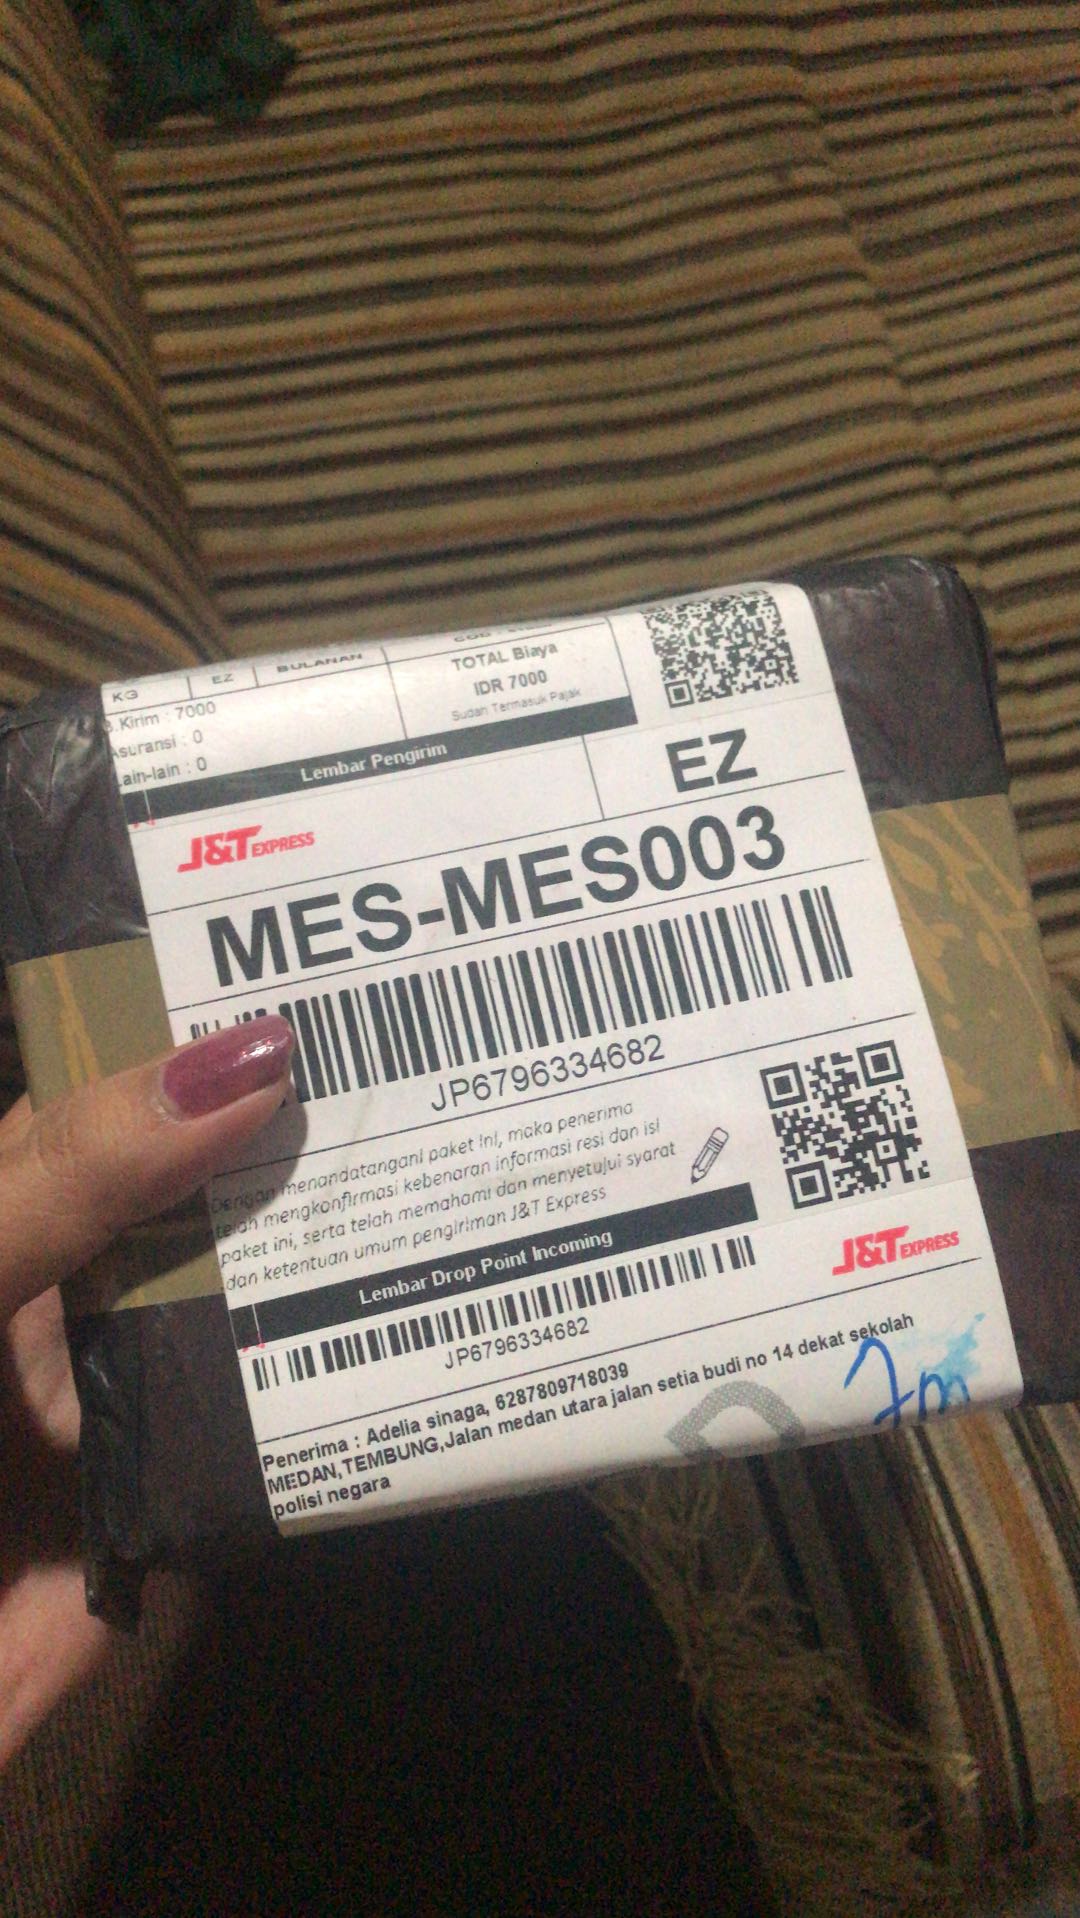 KG EZ BULANAN
TOTAL Biaya
IDR 7000
Sudah Termasuk Pajak
B.Kirim : 7000
Asuransi : 0
Lain-lain : 0
Lembar Pengirim
J&T EXPRESS
EZ
MES-MES003
JP6796334682
Dengan menandatangani paket ini, maka penerima
telah mengkonfirmasi kebenaran informasi resi dan isi
paket ini, serta telah memahami dan menyetujui syarat
dan ketentuan umum pengiriman J&T Express
Lembar Drop Point Incoming
J&T EXPRESS
JP6796334682
Penerima : Adelia sinaga, 6287809718039
MEDAN,TEMBUNG,Jalan medan utara jalan setia budi no 14 dekat sekolah
polisi negara